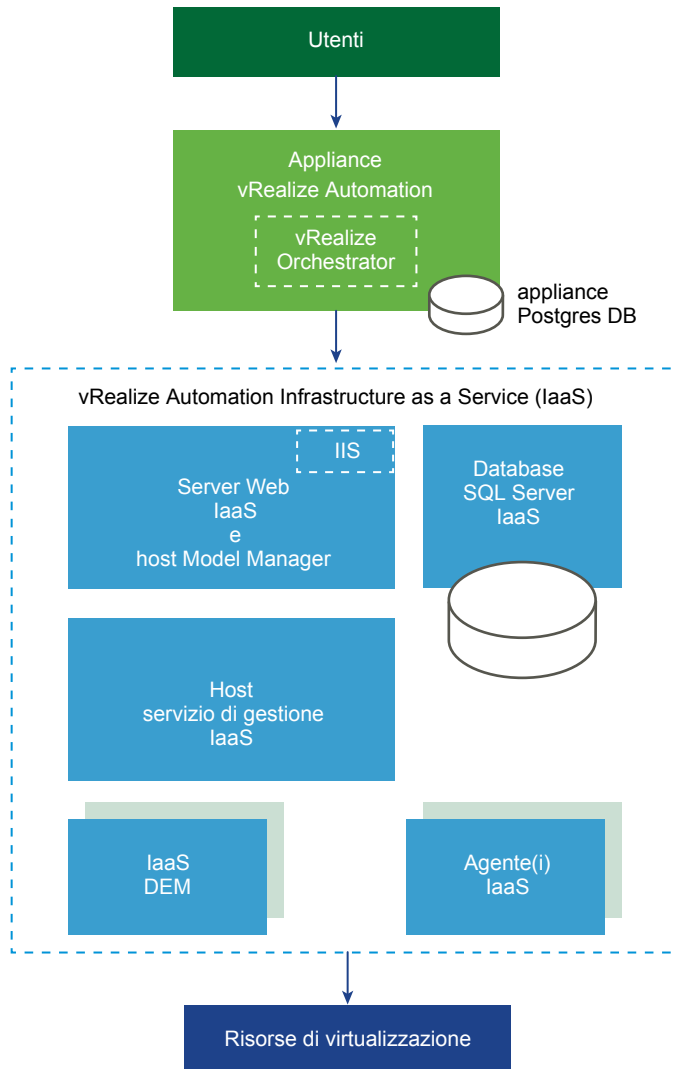 Utenti
Appliance
vRealize Automation
vRealize
Orchestrator
appliance
Postgres DB
vRealize Automation Infrastructure as a Service (IaaS)
IIS
Server Web
IaaS
e
host Model Manager
Database
SQL Server
IaaS
Host
servizio di gestione
IaaS
IaaS
DEM
Agente(i)
IaaS
Risorse di virtualizzazione